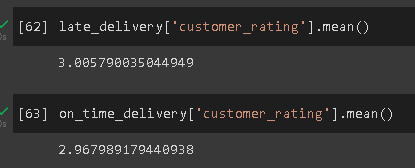 [62] late_delivery['customer_rating'].mean()
3.005790035044949
[63] on_time_delivery['customer_rating'].mean()
2.967989179440938